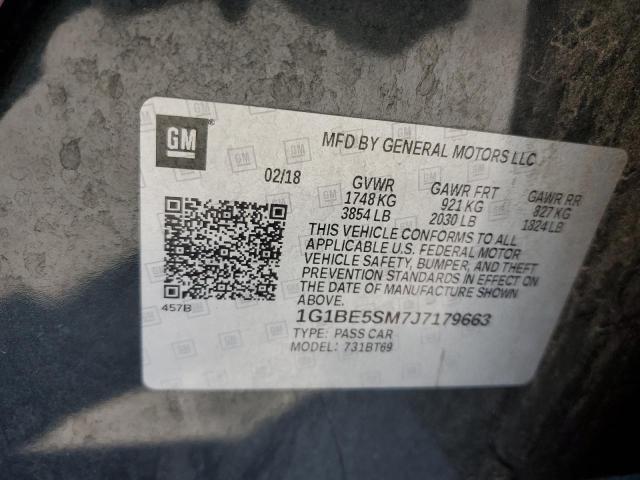 GM
MFD BY GENERAL MOTORS LLC
02/18 GVWR GAWR FRT GAWR RR
1748 KG 921 KG 827 KG
3854 LB 2030 LB 1824 LB
THIS VEHICLE CONFORMS TO ALL
APPLICABLE U.S. FEDERAL MOTOR
VEHICLE SAFETY, BUMPER, AND THEFT
PREVENTION STANDARDS IN EFFECT ON
THE DATE OF MANUFACTURE SHOWN
ABOVE.
457B
1G1BE5SM7J7179663
TYPE: PASS CAR
MODEL: 731BT69